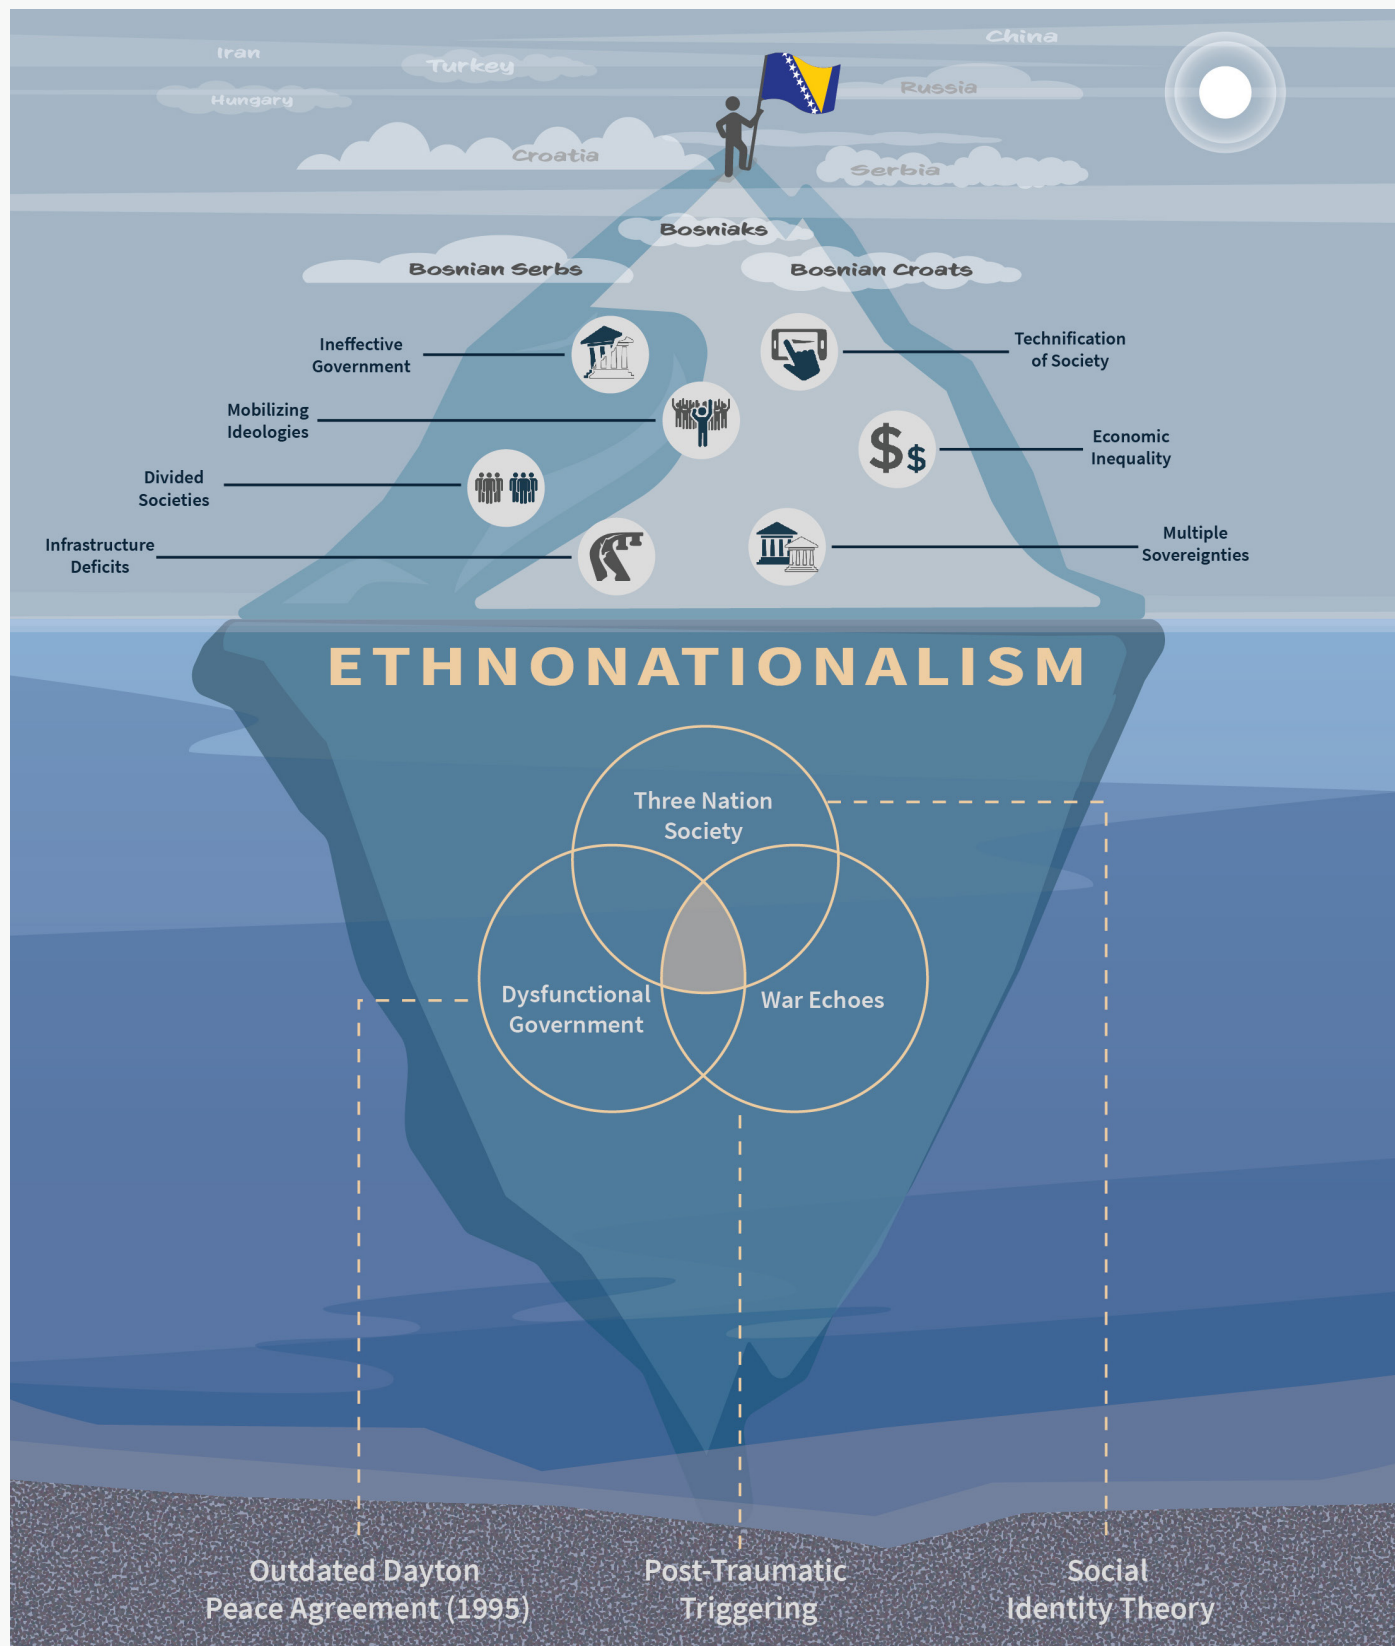 China
Iran
Turkey
Hungary
Russia
Croatia
Serbia
Bosniaks
Bosnian Serbs
Bosnian Croats
Ineffective
Government
Technification
of Society
Mobilizing
Ideologies
Economic
Inequality
Divided
Societies
Infrastructure
Deficits
Multiple
Sovereignties
ETHNONATIONALISM
Three Nation
Society
Dysfunctional
Government
War Echoes
Outdated Dayton
Peace Agreement (1995)
Post-Traumatic
Triggering
Social
Identity Theory